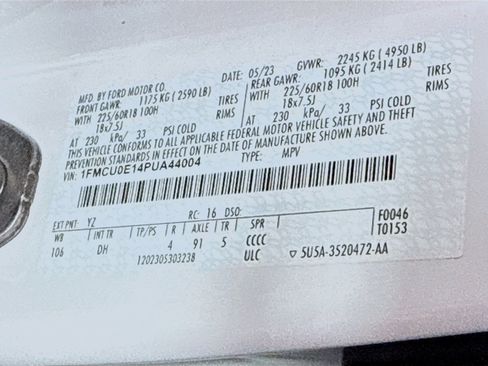 MFD. BY FORD MOTOR CO. DATE: 05/23 GVWR: 2245 KG ( 4950 LB)
FRONT GAWR: 1175 KG ( 2590 LB) REAR GAWR: 1095 KG ( 2414 LB)
WITH 225/60R18 100H TIRES WITH 225/60R18 100H TIRES
18x7.5J RIMS 18x7.5J RIMS
AT 230 kPa/ 33 PSI COLD AT 230 kPa/ 33 PSI COLD
THIS VEHICLE CONFORMS TO ALL APPLICABLE FEDERAL MOTOR VEHICLE SAFETY AND THEFT
PREVENTION STANDARDS IN EFFECT ON THE DATE OF MANUFACTURE SHOWN ABOVE.
VIN: 1FMCU0E14PUA44004 TYPE: MPV
EXT PNT: YZ RC: 16 DSO: F0046
WB INT TR TP/PS R AXLE TR SPR T0153
106 DH 4 91 5 CCCC
1202305303238 ULC ▽ 5U5A-3520472-AA